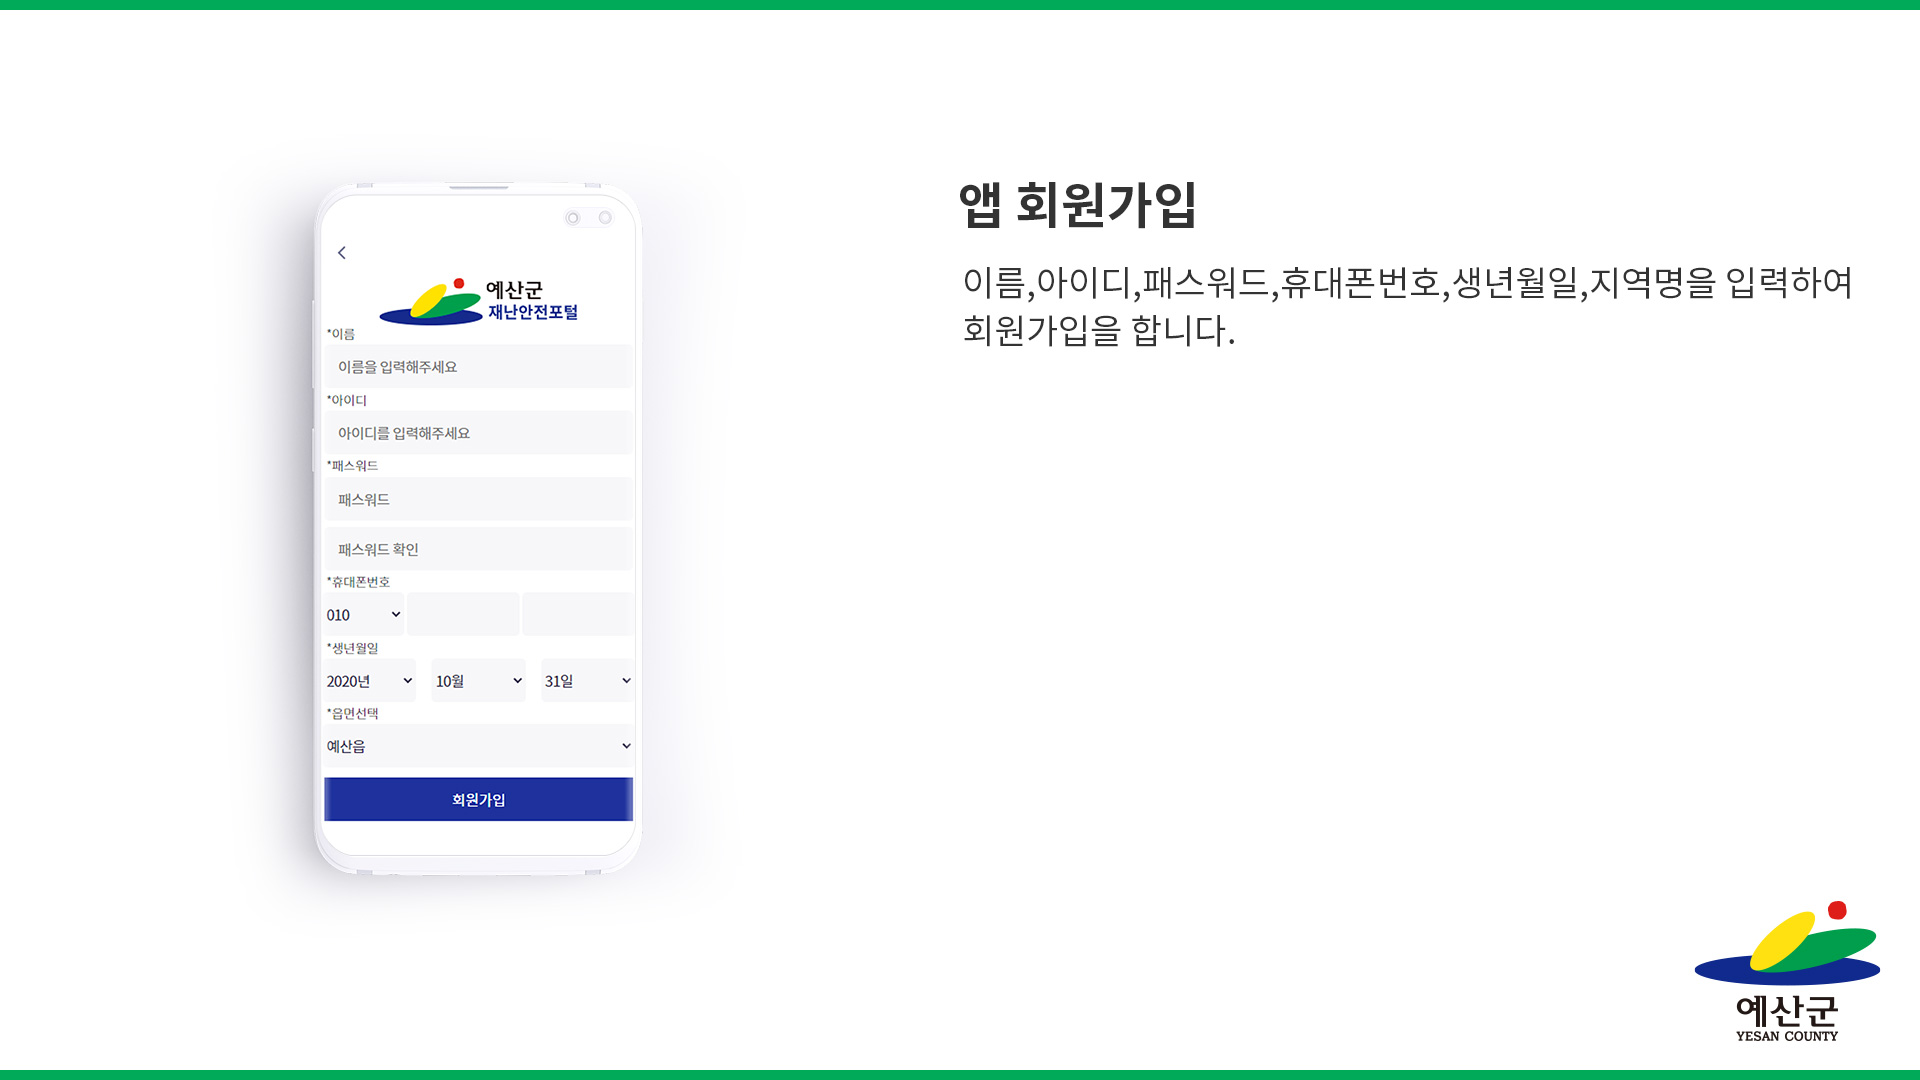 예산군
재난안전포털
*이름
이름을 입력해주세요
*아이디
아이디를 입력해주세요
*패스워드
패스워드
패스워드 확인
*휴대폰번호
010
*생년월일
2020년 10월 31일
*읍면선택
예산읍
회원가입
앱 회원가입
이름,아이디,패스워드,휴대폰번호,생년월일,지역명을 입력하여
회원가입을 합니다.
예산군
YESAN COUNTY